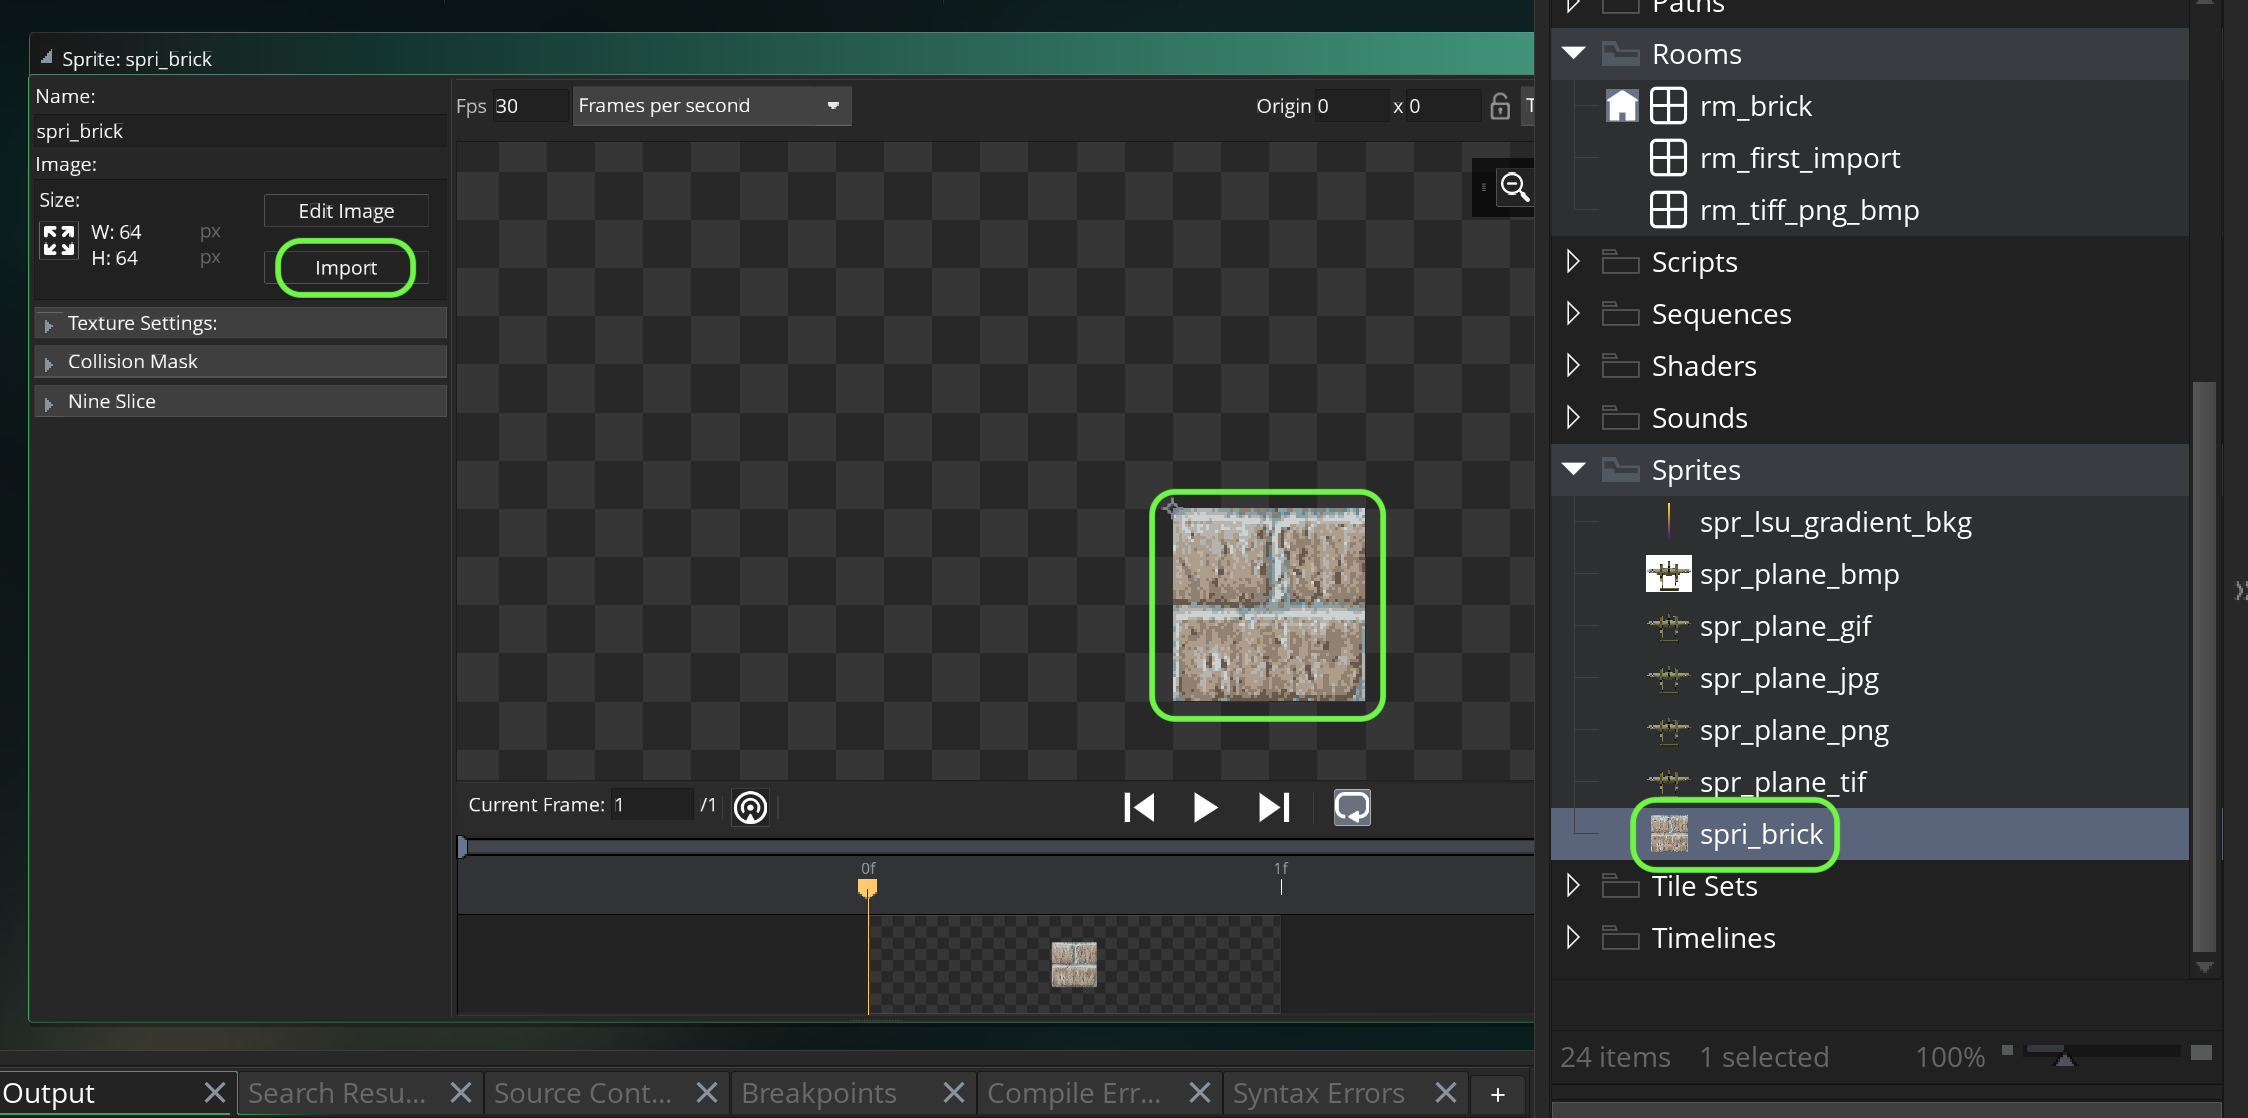 Sprite: spri_brick
Name:
spri_brick
Image:
Size:
W: 64 px
H: 64 px
Edit Image
Import
Texture Settings:
Collision Mask
Nine Slice
Fps 30 Frames per second
Origin 0 x 0
T
Current Frame: 1 /1
0f 1f
Paths
Rooms
rm_brick
rm_first_import
rm_tiff_png_bmp
Scripts
Sequences
Shaders
Sounds
Sprites
spr_lsu_gradient_bkg
spr_plane_bmp
spr_plane_gif
spr_plane_jpg
spr_plane_png
spr_plane_tif
spri_brick
Tile Sets
Timelines
24 items 1 selected 100%
Output Search Resu... Source Cont... Breakpoints Compile Err... Syntax Errors +